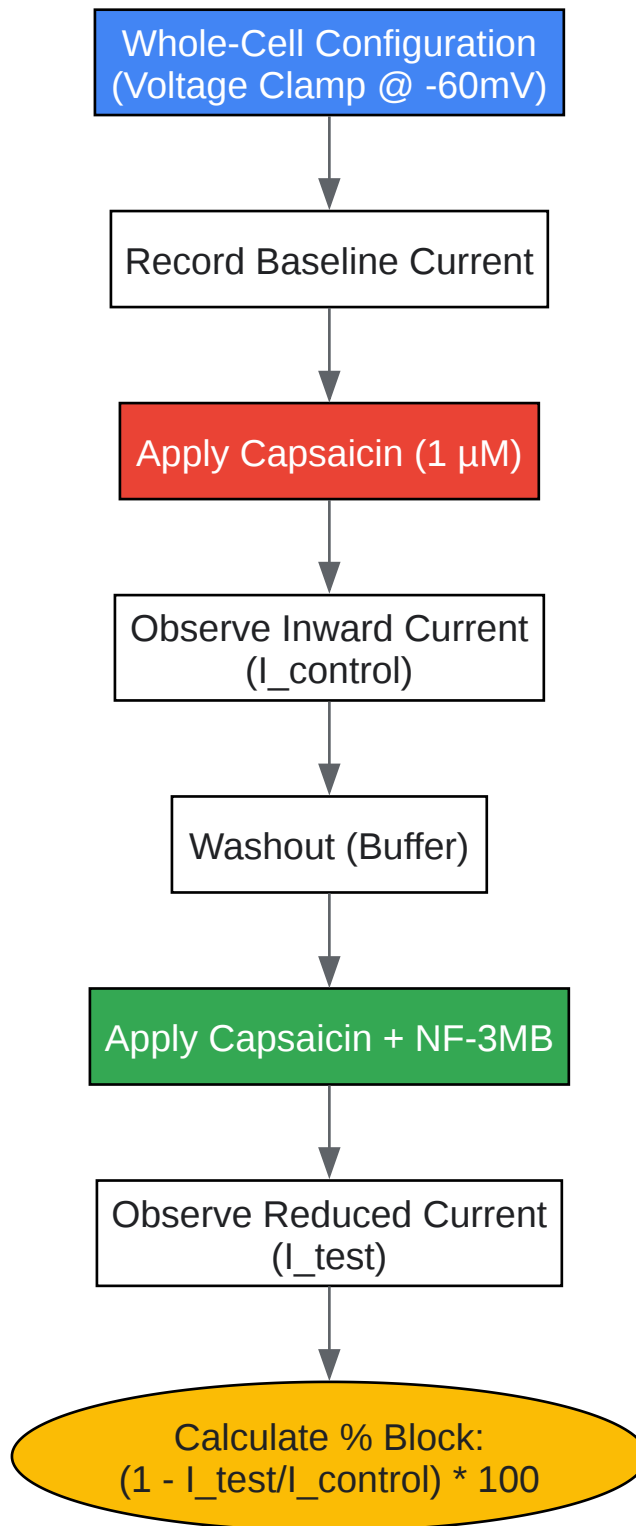 Whole-Cell Configuration
(Voltage Clamp @ -60mV)
Record Baseline Current
Apply Capsaicin (1 µM)
Observe Inward Current
(I_control)
Washout (Buffer)
Apply Capsaicin + NF-3MB
Observe Reduced Current
(I_test)
Calculate % Block:
(1 - I_test/I_control) * 100